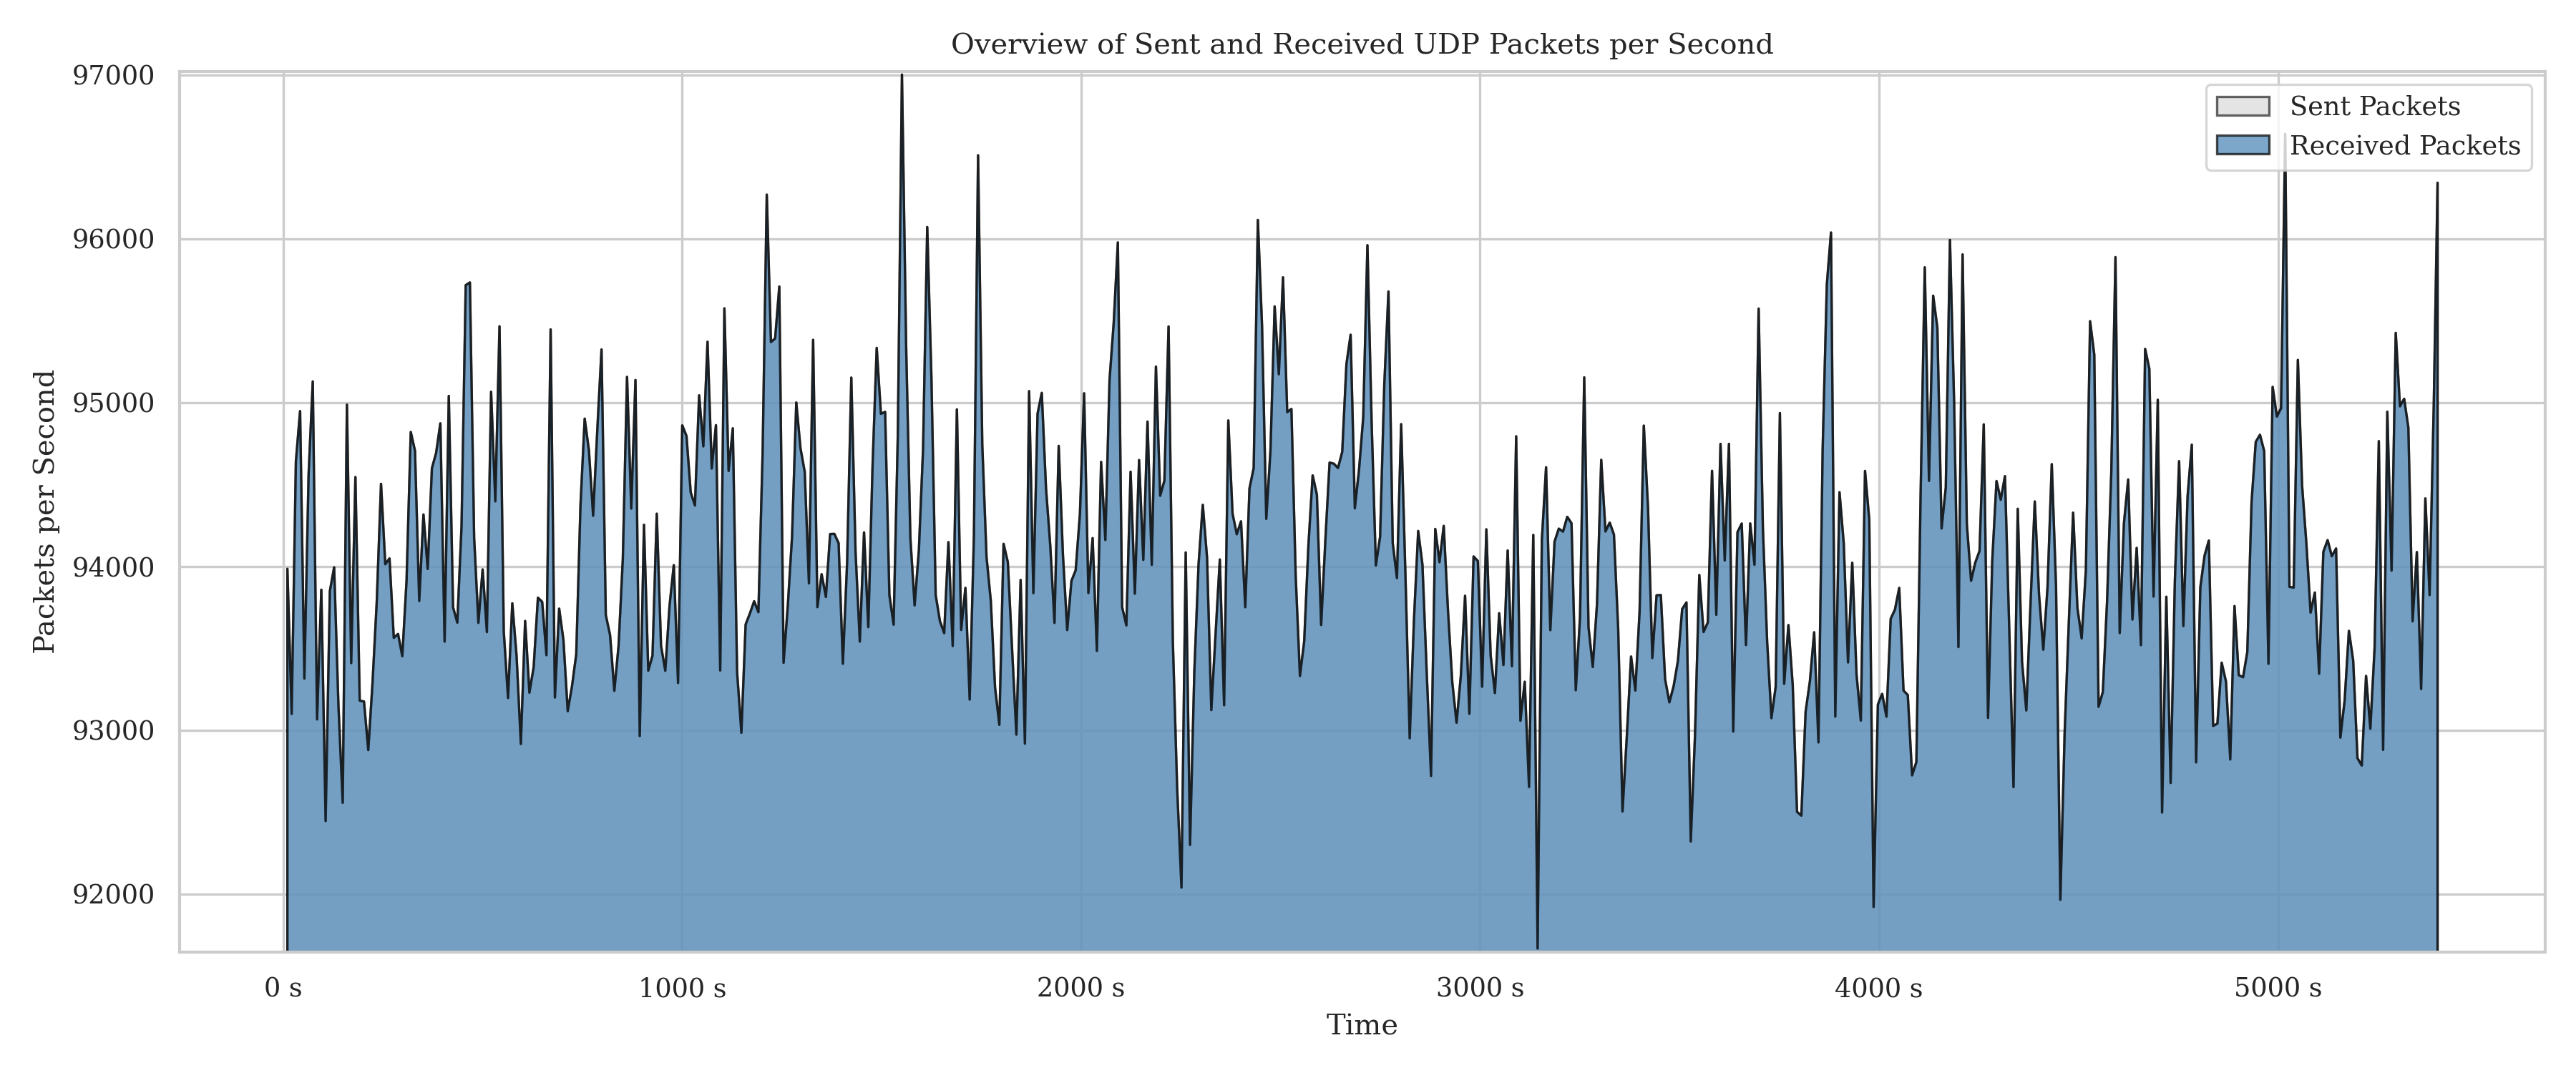 Overview of Sent and Received UDP Packets per Second
97000
96000
95000
94000
93000
92000
Packets per Second
Sent Packets
Received Packets
0 s
1000 s
2000 s
3000 s
4000 s
5000 s
Time